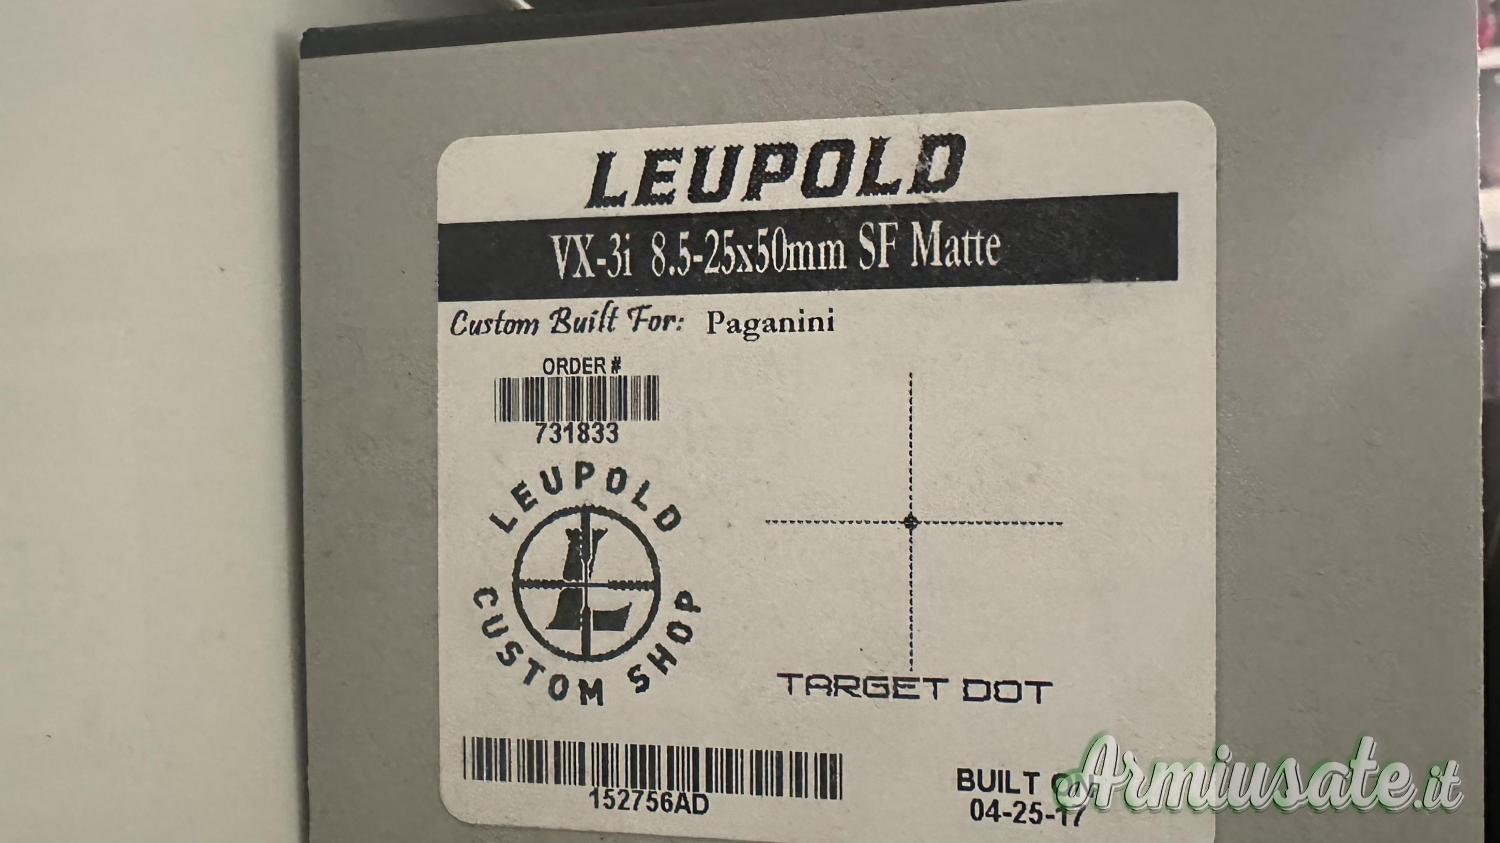 LEUPOLD
VX-3i 8.5-25x50mm SF Matte
Custom Built For: Paganini
ORDER #
731833
LEUPOLD
CUSTOM SHOP
TARGET DOT
152756AD
BUILT ON
04-25-17
Armiusate.it